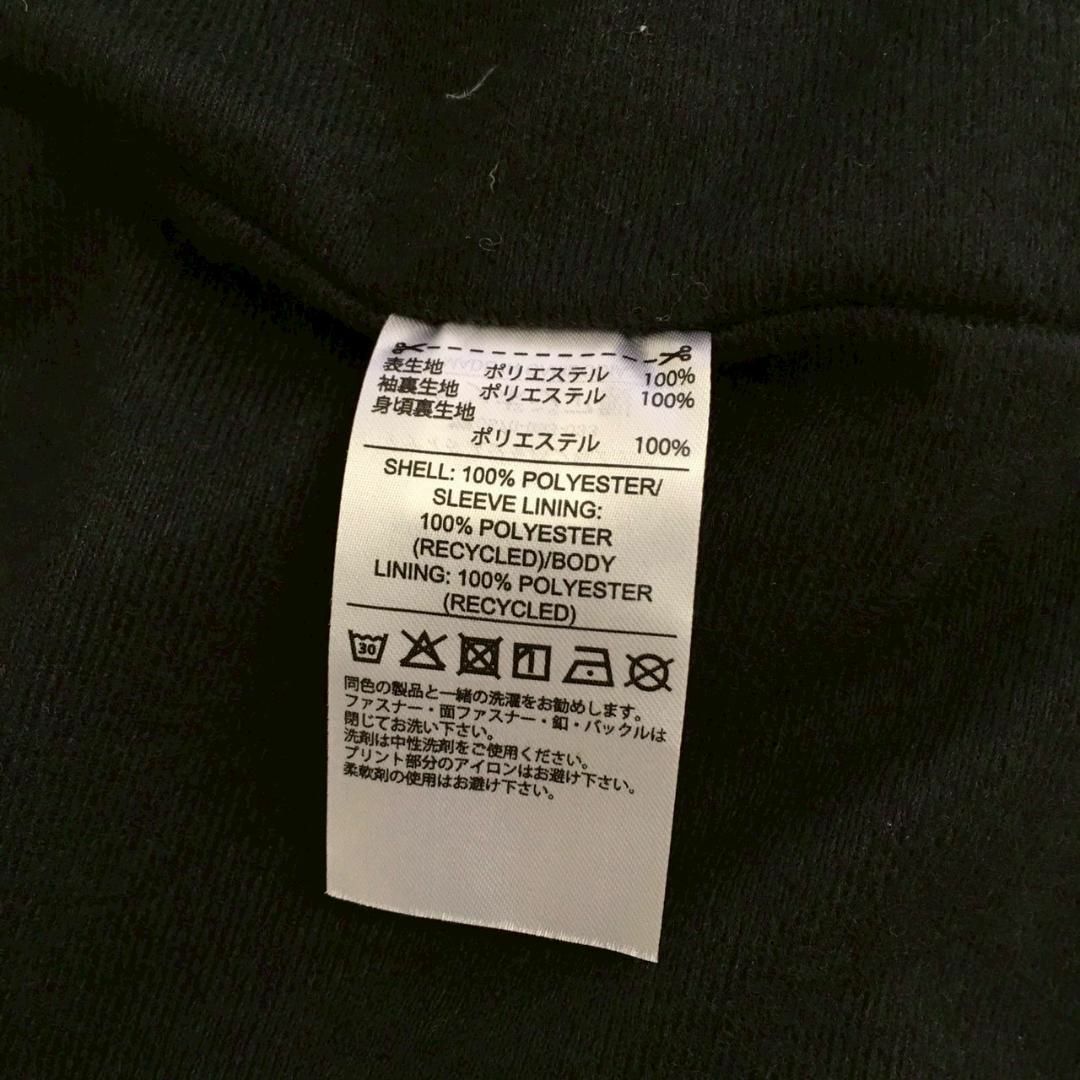 表生地 ポリエステル 100%
袖裏生地 ポリエステル 100%
身頃裏生地
ポリエステル 100%
SHELL: 100% POLYESTER/
SLEEVE LINING:
100% POLYESTER
(RECYCLED)/BODY
LINING: 100% POLYESTER
(RECYCLED)
30
同色の製品と一緒の洗濯をお勧めします。
ファスナー・面ファスナー・釦・バックルは
閉じてお洗い下さい。
洗剤は中性洗剤をご使用ください。
プリント部分のアイロンはお避け下さい。
柔軟剤の使用はお避け下さい。